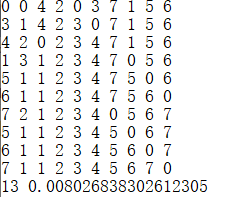 0 0 4 2 0 3 7 1 5 6
3 1 4 2 3 0 7 1 5 6
4 2 0 2 3 4 7 1 5 6
1 3 1 2 3 4 7 0 5 6
5 1 1 2 3 4 7 5 0 6
6 1 1 2 3 4 7 5 6 0
7 2 1 2 3 4 0 5 6 7
5 1 1 2 3 4 5 0 6 7
6 1 1 2 3 4 5 6 0 7
7 1 1 2 3 4 5 6 7 0
13 0.008026838302612305